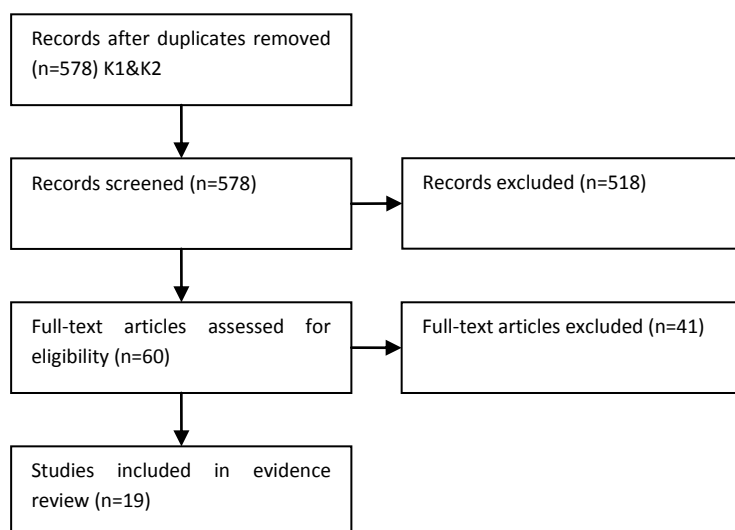 Records after duplicates removed
(n=578) K1&K2
Records screened (n=578)
Records excluded (n=518)
Full-text articles assessed for
eligibility (n=60)
Full-text articles excluded (n=41)
Studies included in evidence
review (n=19)